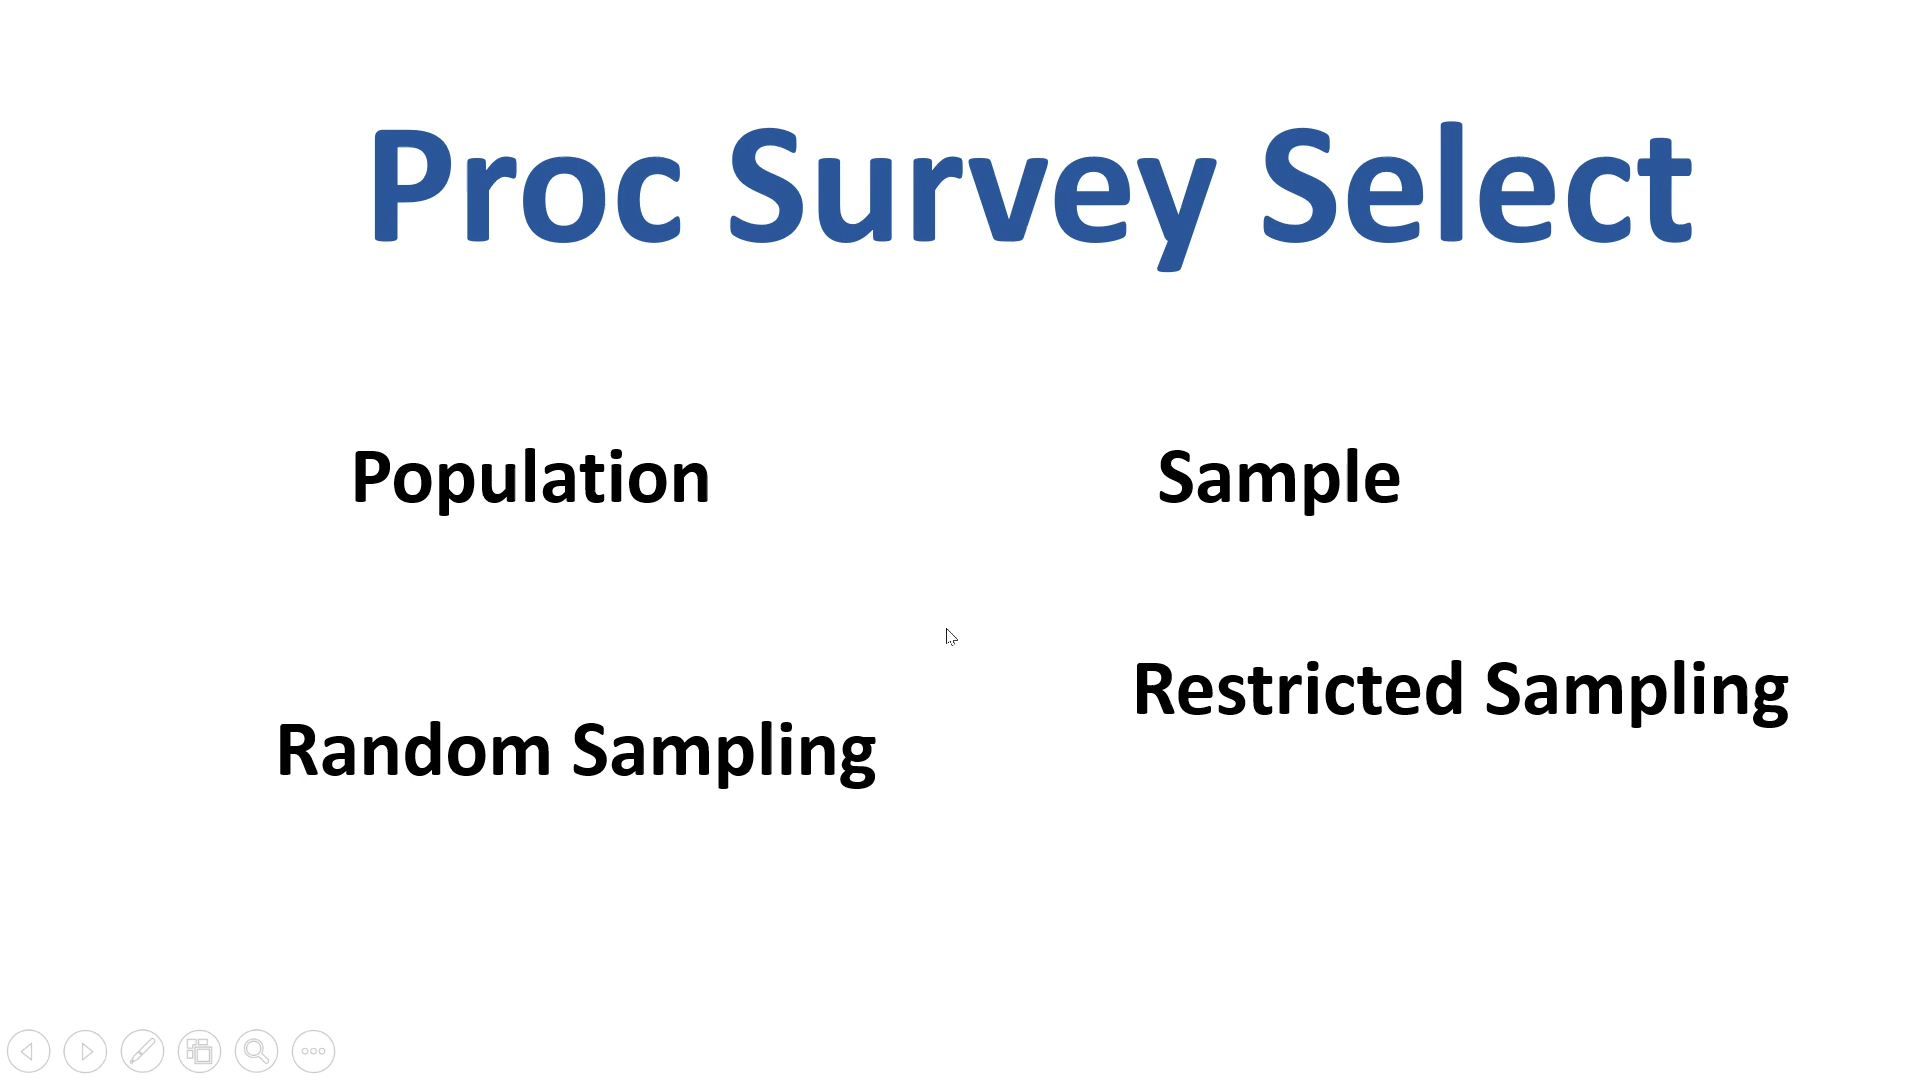 Proc Survey Select
Population
Sample
Random Sampling
Restricted Sampling